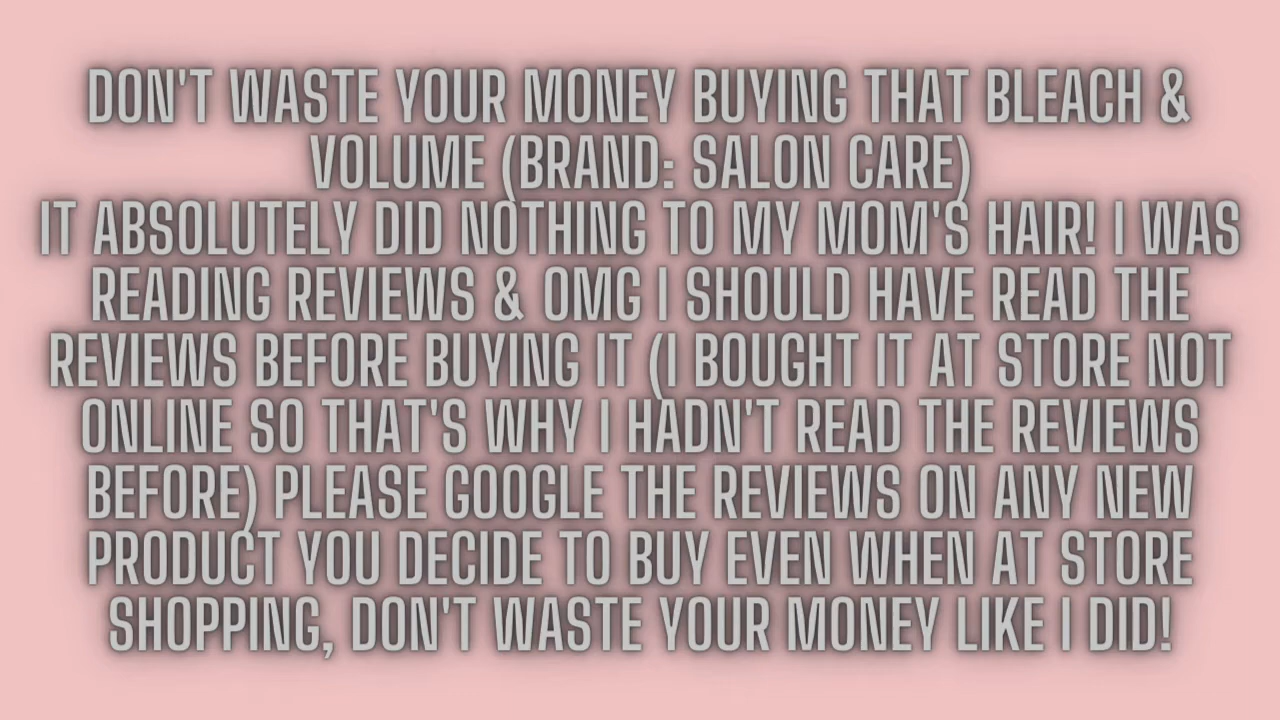 DON'T WASTE YOUR MONEY BUYING THAT BLEACH &
VOLUME (BRAND: SALON CARE)
IT ABSOLUTELY DID NOTHING TO MY MOM'S HAIR! I WAS
READING REVIEWS & OMG I SHOULD HAVE READ THE
REVIEWS BEFORE BUYING IT (I BOUGHT IT AT STORE NOT
ONLINE SO THAT'S WHY I HADN'T READ THE REVIEWS
BEFORE) PLEASE GOOGLE THE REVIEWS ON ANY NEW
PRODUCT YOU DECIDE TO BUY EVEN WHEN AT STORE
SHOPPING, DON'T WASTE YOUR MONEY LIKE I DID!